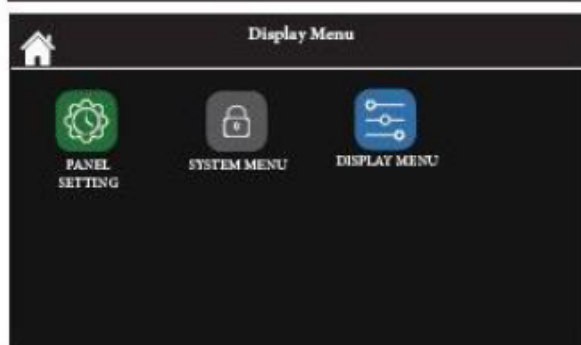 Display Menu
PANEL
SETTING
SYSTEM MENU
DISPLAY MENU